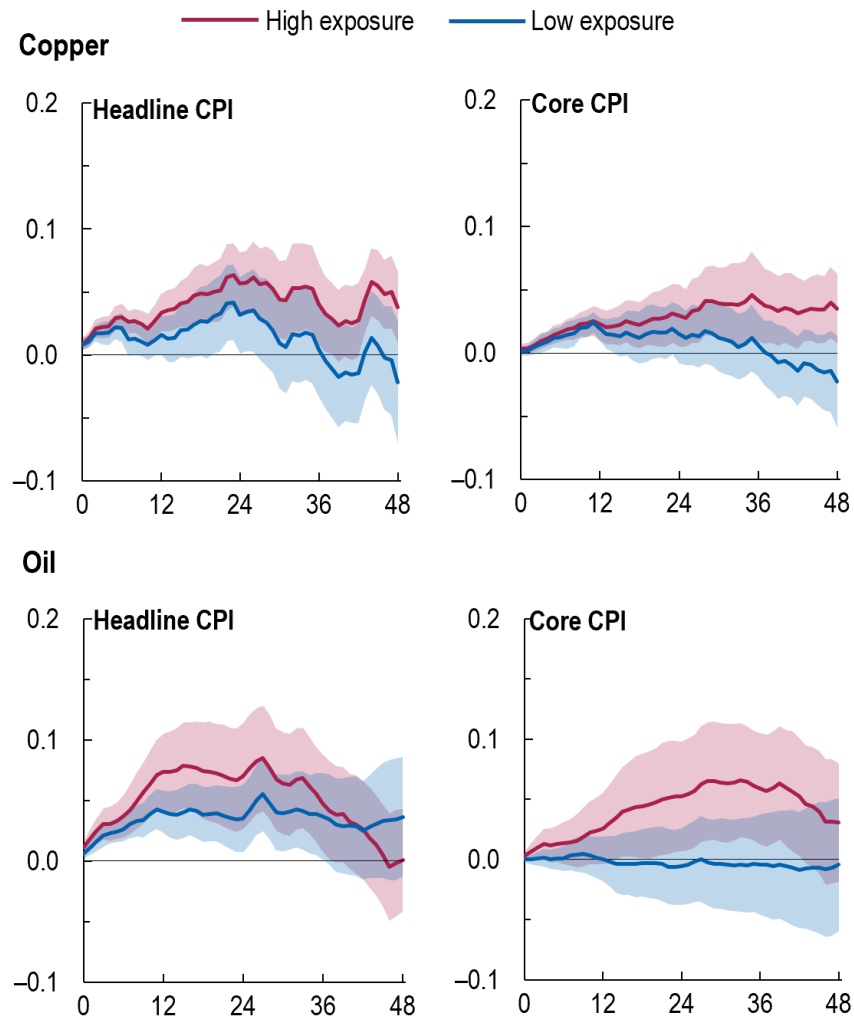 High exposure Low exposure
Copper
Headline CPI
0.2
0.1
0.0
–0.1
0 12 24 36 48
Core CPI
0.2
0.1
0.0
–0.1
0 12 24 36 48
Oil
Headline CPI
0.2
0.1
0.0
–0.1
0 12 24 36 48
Core CPI
0.2
0.1
0.0
–0.1
0 12 24 36 48